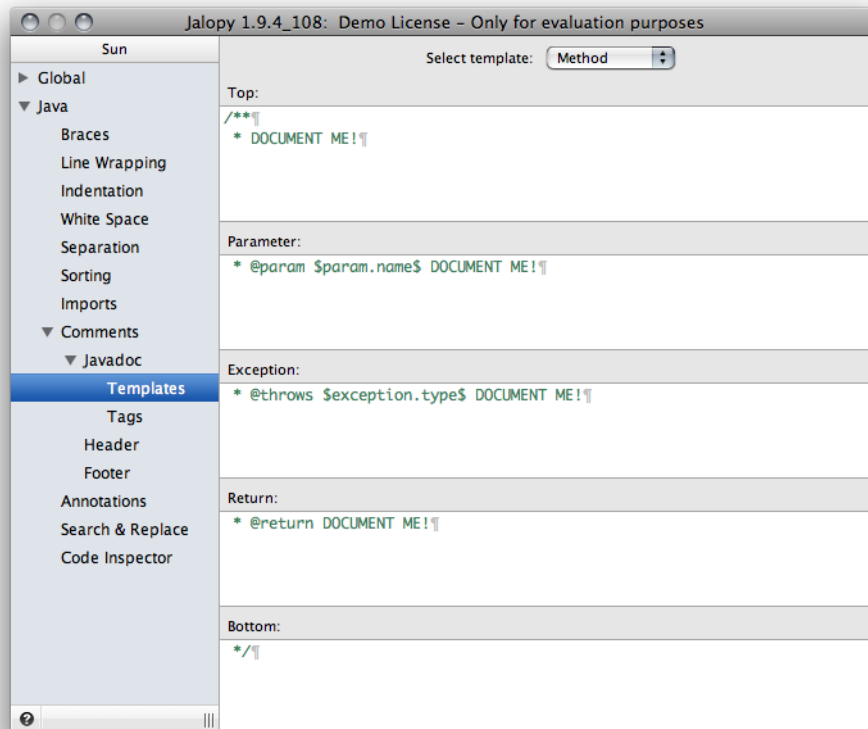 Jalopy 1.9.4_108: Demo License – Only for evaluation purposes
Sun
Global
Java
Braces
Line Wrapping
Indentation
White Space
Separation
Sorting
Imports
Comments
Javadoc
Templates
Tags
Header
Footer
Annotations
Search & Replace
Code Inspector
?
Select template: Method
Top:
/**¶
* DOCUMENT ME!¶
Parameter:
* @param $param.name$ DOCUMENT ME!¶
Exception:
* @throws $exception.type$ DOCUMENT ME!¶
Return:
* @return DOCUMENT ME!¶
Bottom:
*/¶